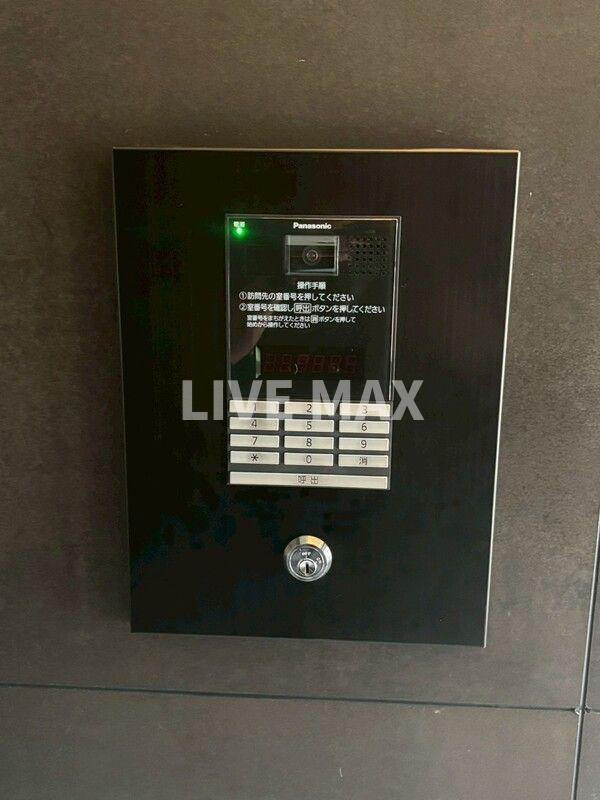 Panasonic
操作手順
①訪問先の室番号を押してください
②室番号を確認し呼出ボタンを押してください
室番号をまちがえたときは消ボタンを押して
始めから操作してください
LIVE MAX
1 2 3
4 5 6
7 8 9
* 0 消
呼出
OFF